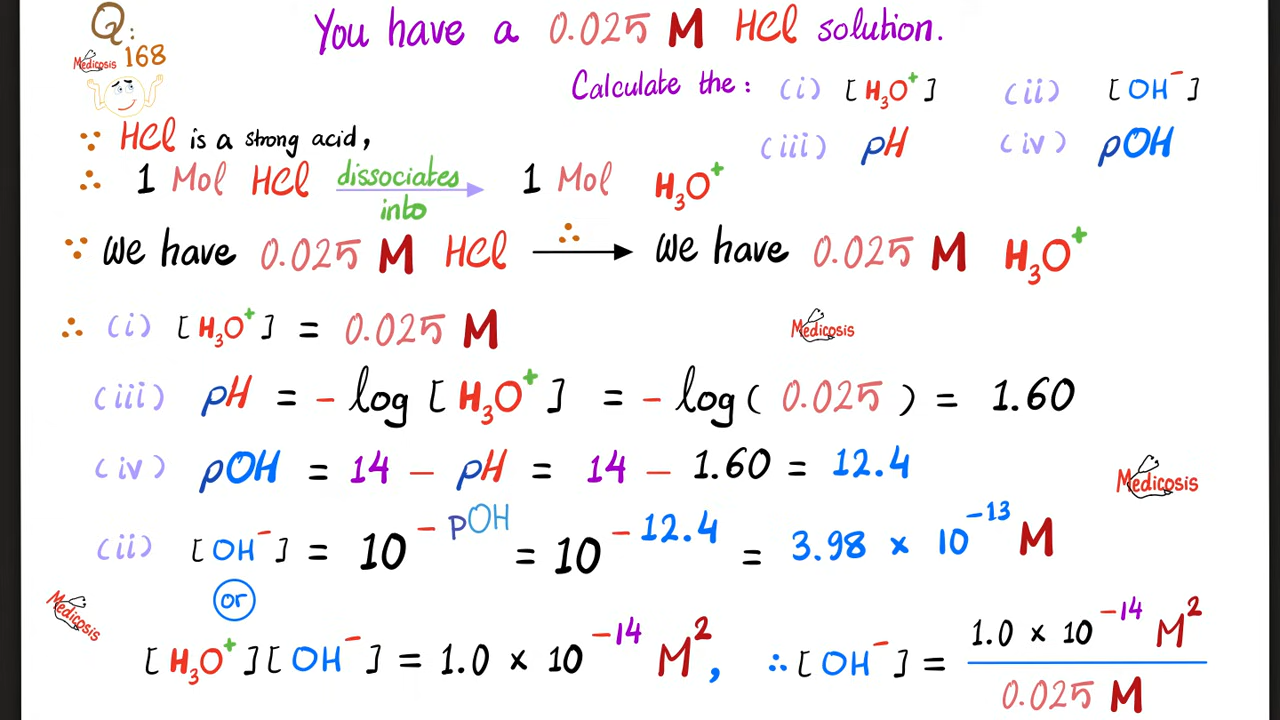 Q: 168
Medicosis
You have a 0.025 M HCl solution.
Calculate the: (i) [H₃O⁺] (ii) [OH⁻]
(iii) pH (iv) pOH
∵ HCl is a strong acid,
∴ 1 Mol HCl dissociates into 1 Mol H₃O⁺
∵ We have 0.025 M HCl ∴ → We have 0.025 M H₃O⁺
∴ (i) [H₃O⁺] = 0.025 M
Medicosis
(iii) pH = - log [H₃O⁺] = - log (0.025) = 1.60
(iv) pOH = 14 - pH = 14 - 1.60 = 12.4
Medicosis
(ii) [OH⁻] = 10^-pOH = 10^-12.4 = 3.98 × 10^-13 M
or
Medicosis
[H₃O⁺][OH⁻] = 1.0 × 10^-14 M², ∴ [OH⁻] = 1.0 × 10^-14 M² / 0.025 M